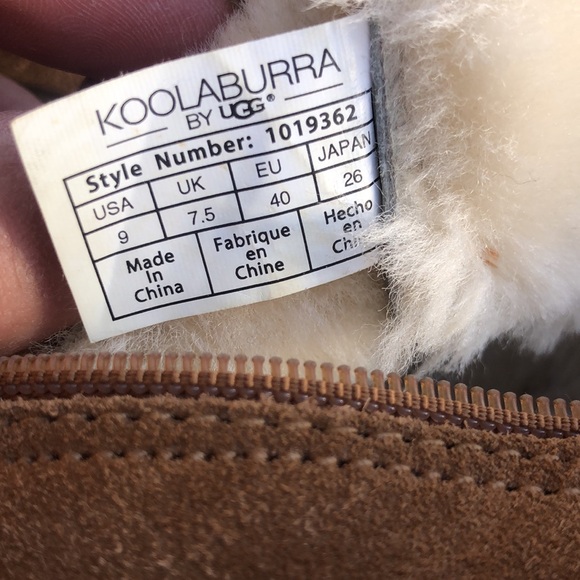 KOOLABURRA
BY UGG®
Style Number: 1019362
USA UK EU JAPAN
9 7.5 40 26
Made Fabrique Hecho
In en en
China Chine